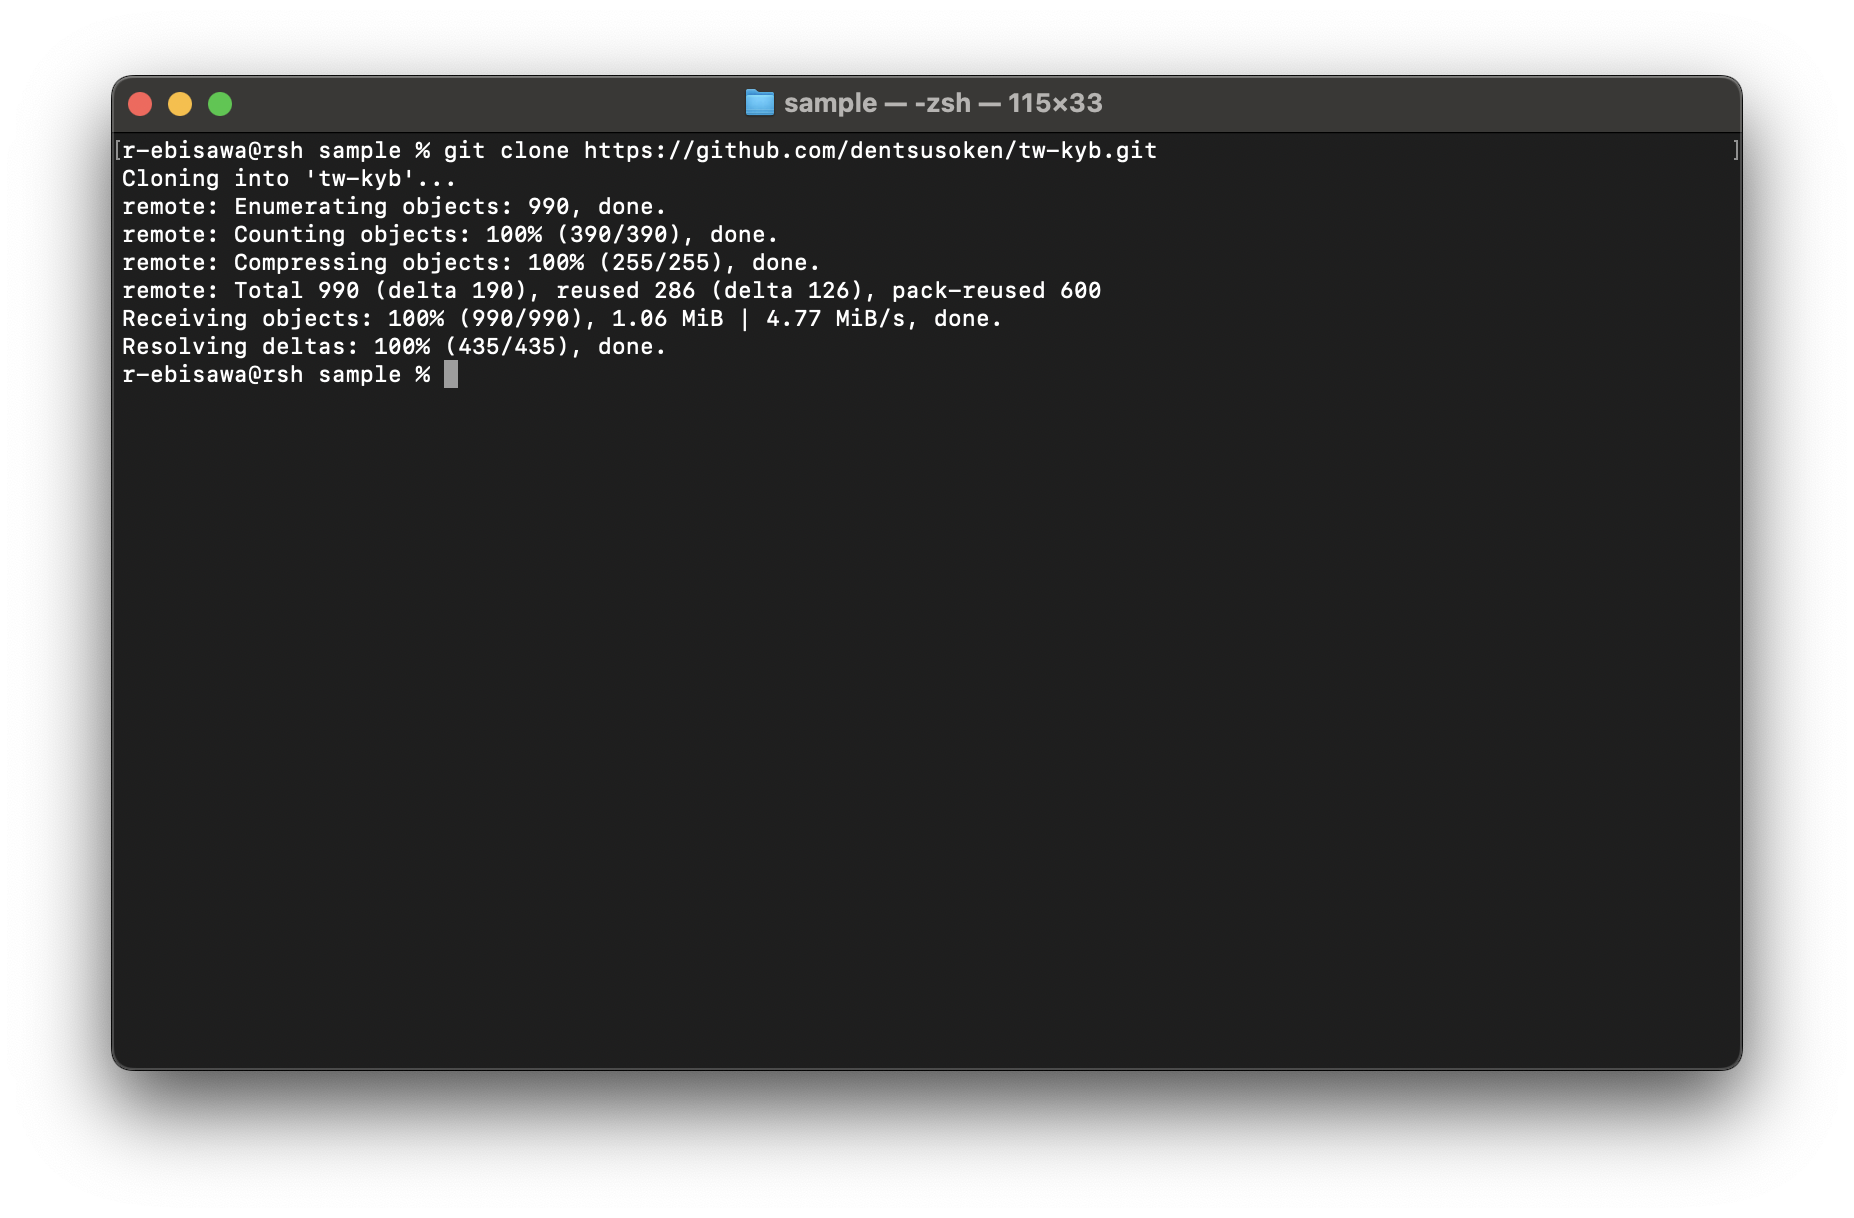 sample — -zsh — 115×33
[r-ebisawa@rsh sample % git clone https://github.com/dentsusoken/tw-kyb.git ]
Cloning into 'tw-kyb'...
remote: Enumerating objects: 990, done.
remote: Counting objects: 100% (390/390), done.
remote: Compressing objects: 100% (255/255), done.
remote: Total 990 (delta 190), reused 286 (delta 126), pack-reused 600
Receiving objects: 100% (990/990), 1.06 MiB | 4.77 MiB/s, done.
Resolving deltas: 100% (435/435), done.
r-ebisawa@rsh sample %